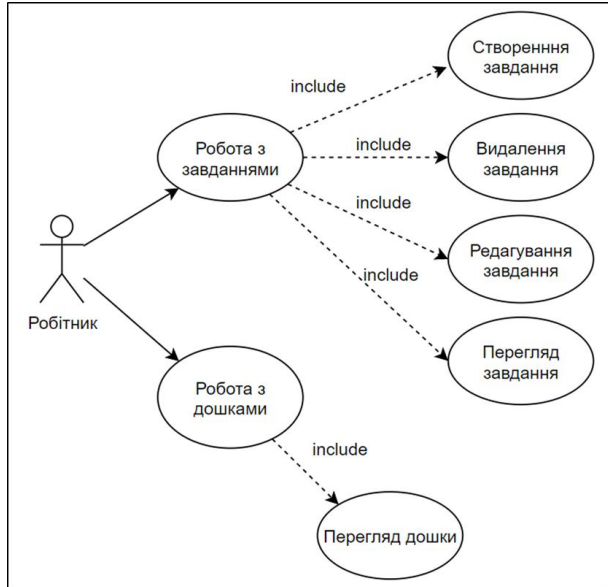 Створенння
завдання
include
Робота з
завданнями
include
Видалення
завдання
include
Редагування
завдання
include
Перегляд
завдання
Робітник
Робота з
дошками
include
Перегляд дошки